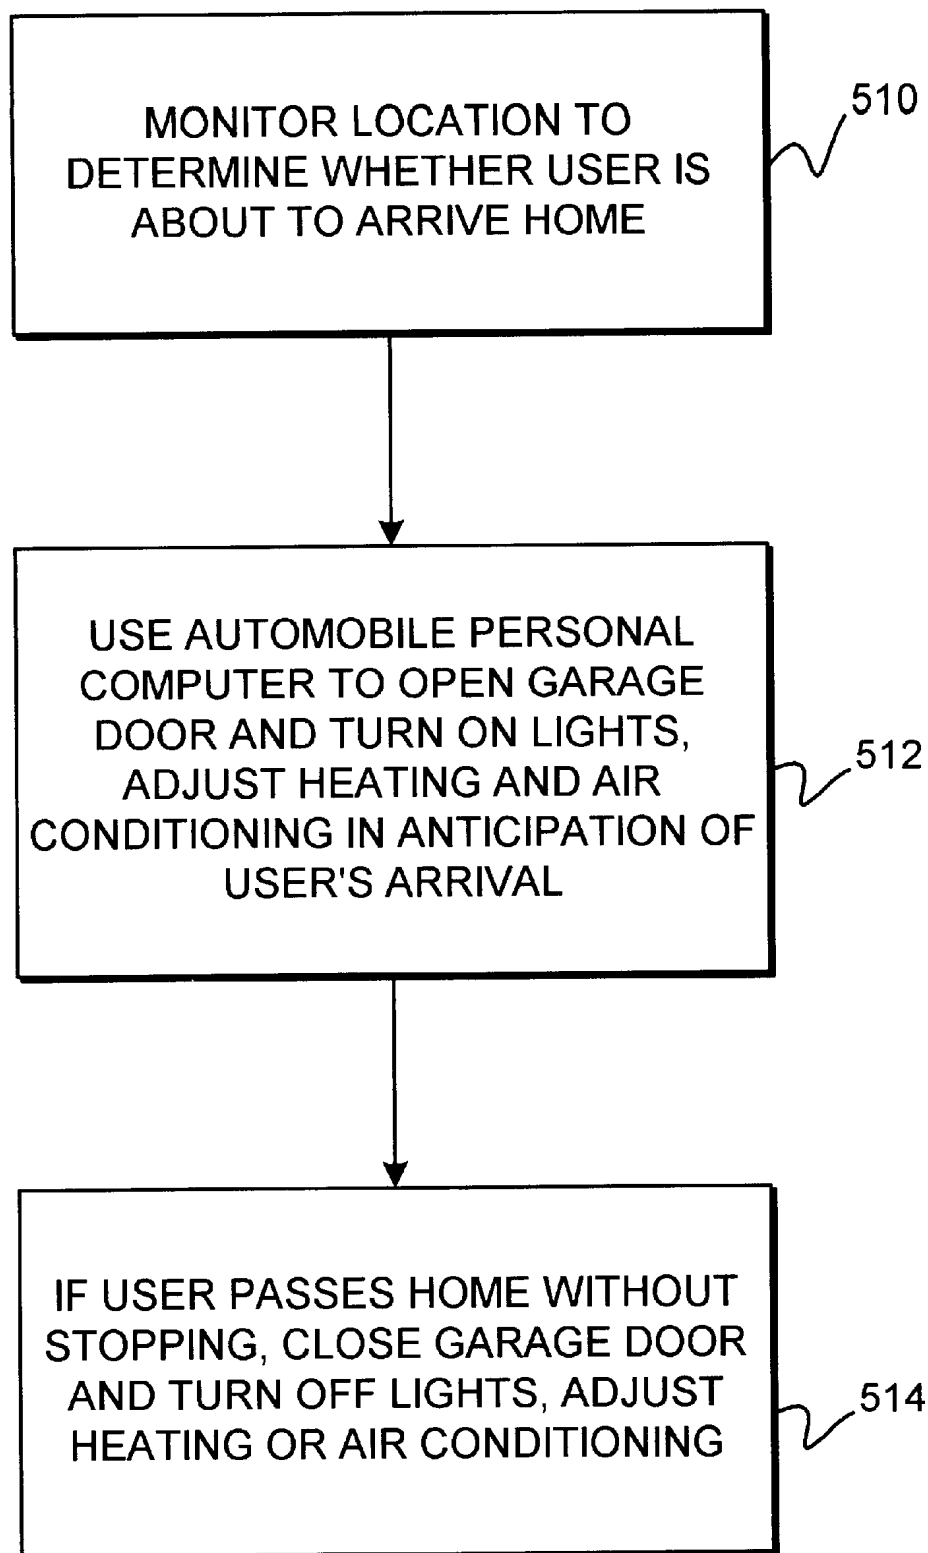 MONITOR LOCATION TO
DETERMINE WHETHER USER IS
ABOUT TO ARRIVE HOME
510
USE AUTOMOBILE PERSONAL
COMPUTER TO OPEN GARAGE
DOOR AND TURN ON LIGHTS,
ADJUST HEATING AND AIR
CONDITIONING IN ANTICIPATION OF
USER'S ARRIVAL
512
IF USER PASSES HOME WITHOUT
STOPPING, CLOSE GARAGE DOOR
AND TURN OFF LIGHTS, ADJUST
HEATING OR AIR CONDITIONING
514